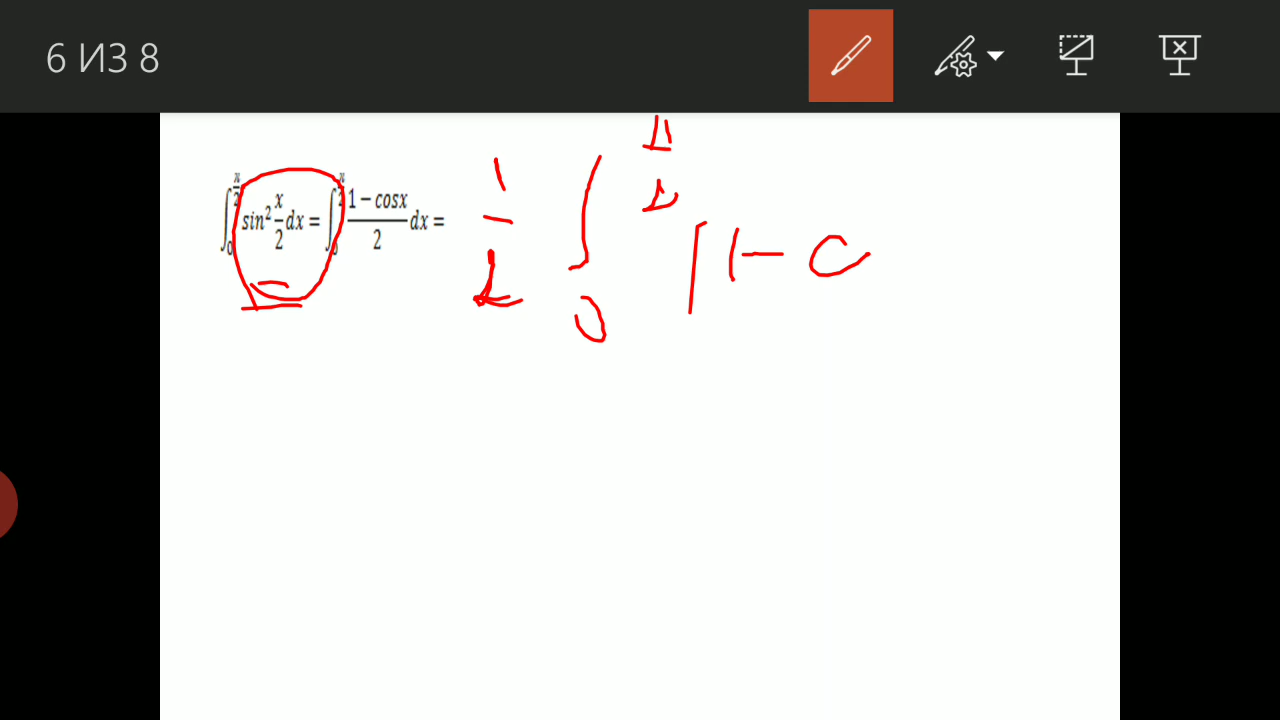 6 ИЗ 8
∫₀^(π/2) sin² x/2 dx = ∫₀^(π/2) (1 − cosx)/2 dx = 1/2 ∫₀^(π/2) (1 − c